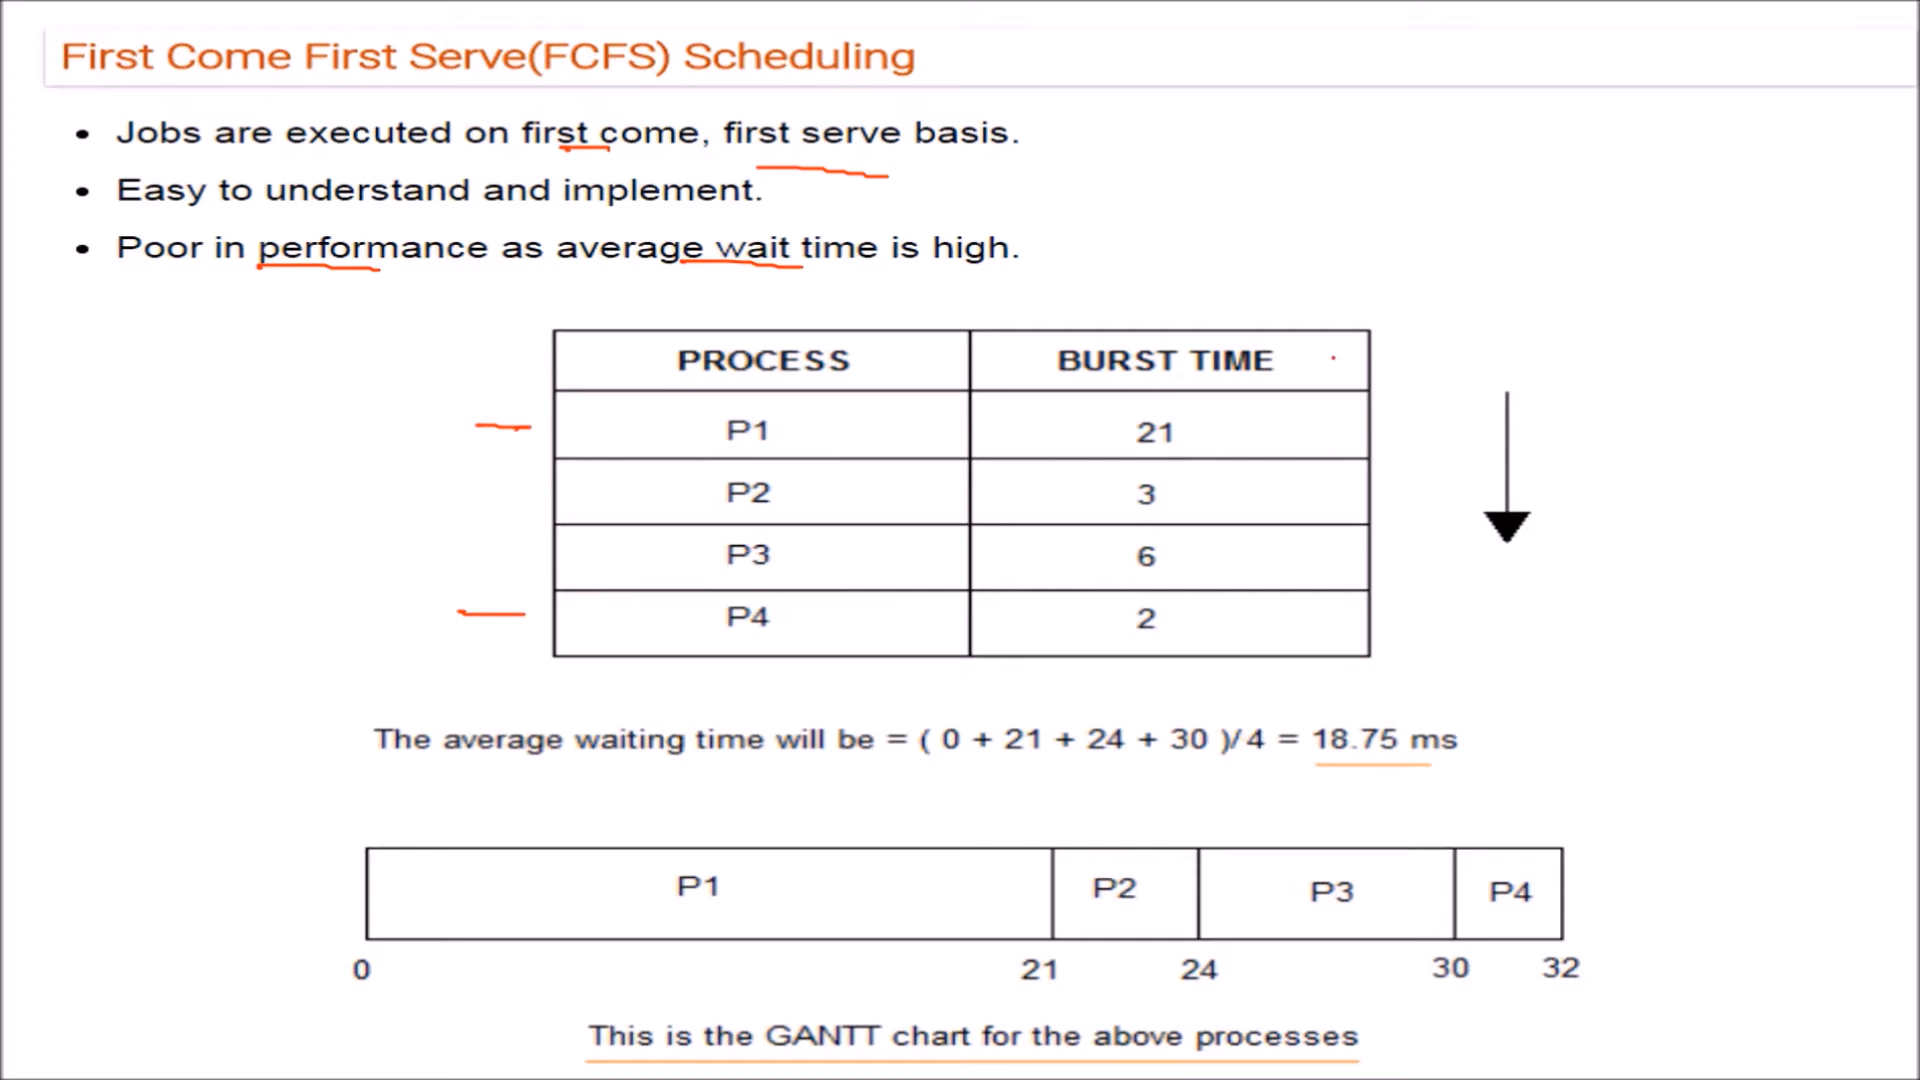 First Come First Serve(FCFS) Scheduling
• Jobs are executed on first come, first serve basis.
• Easy to understand and implement.
• Poor in performance as average wait time is high.
PROCESS BURST TIME
P1 21
P2 3
P3 6
P4 2
The average waiting time will be = ( 0 + 21 + 24 + 30 )/4 = 18.75 ms
P1 P2 P3 P4
0 21 24 30 32
This is the GANTT chart for the above processes